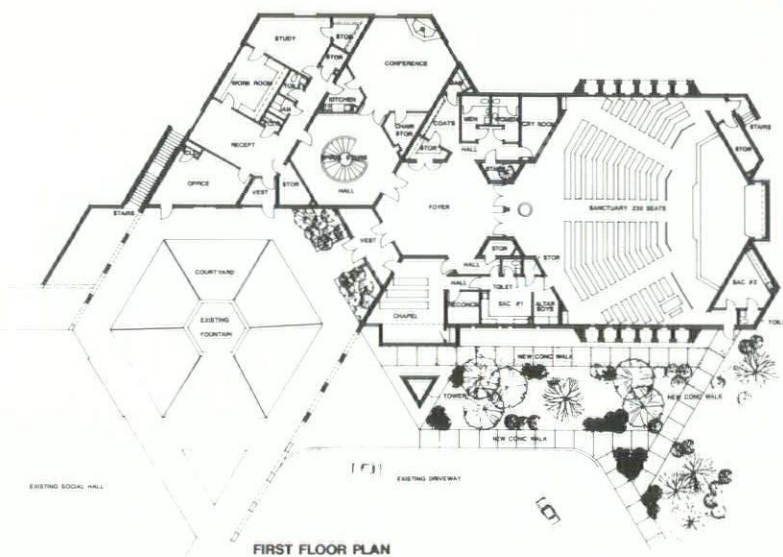 STUDY
STOR
CONFERENCE
STOR
WORK ROOM
TOILET
JAN
KITCHEN
COATS
MEN
WOMEN
CRY ROOM
STAIRS
STOR
CHAIR
STOR
RECEPT
STOR
HALL
HALL
OFFICE
VEST
STOR
FOYER
SANCTUARY 230 SEATS
STAIRS
VEST
STOR
HALL
STOR
COURTYARD
HALL
TOILET
SAC #2
EXISTING
FOUNTAIN
CHAPEL
RECONCIL
SAC #1
ALTAR
BOYS
NEW CONC WALK
TOWER
NEW CONC WALK
NEW CONC WALK
EXISTING SOCIAL HALL
EXISTING DRIVEWAY
FIRST FLOOR PLAN